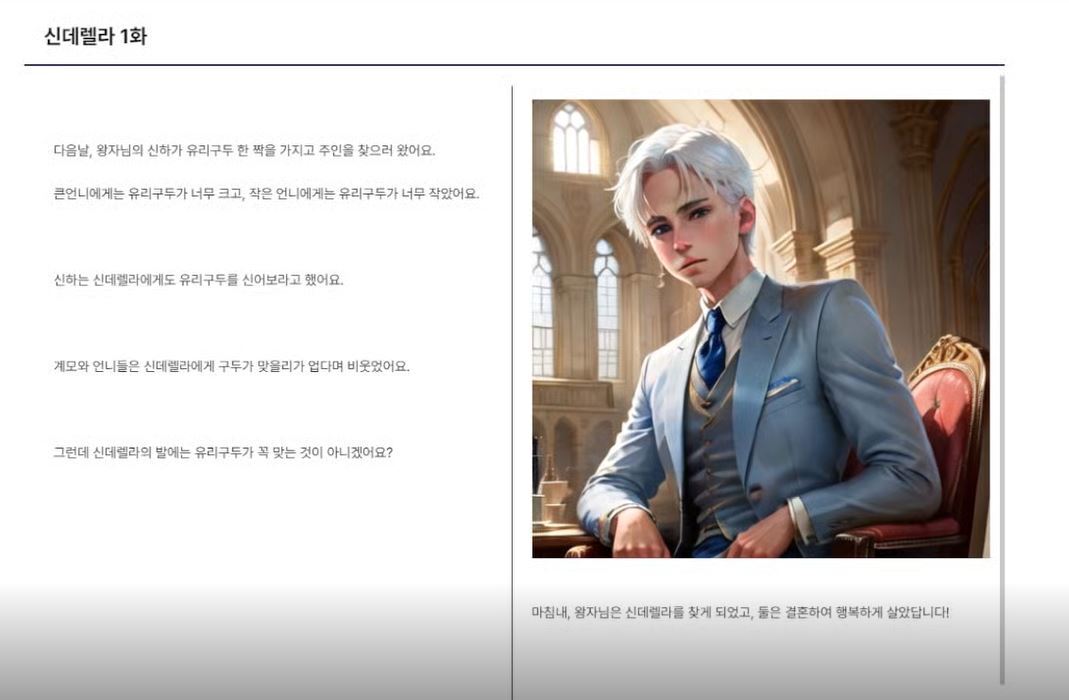 신데렐라 1화
다음날, 왕자님의 신하가 유리구두 한 짝을 가지고 주인을 찾으러 왔어요.
큰언니에게는 유리구두가 너무 크고, 작은 언니에게는 유리구두가 너무 작았어요.
신하는 신데렐라에게도 유리구두를 신어보라고 했어요.
계모와 언니들은 신데렐라에게 구두가 맞을리가 업다며 비웃었어요.
그런데 신데렐라의 발에는 유리구두가 꼭 맞는 것이 아니겠어요?
마침내, 왕자님은 신데렐라를 찾게 되었고, 둘은 결혼하여 행복하게 살았답니다!